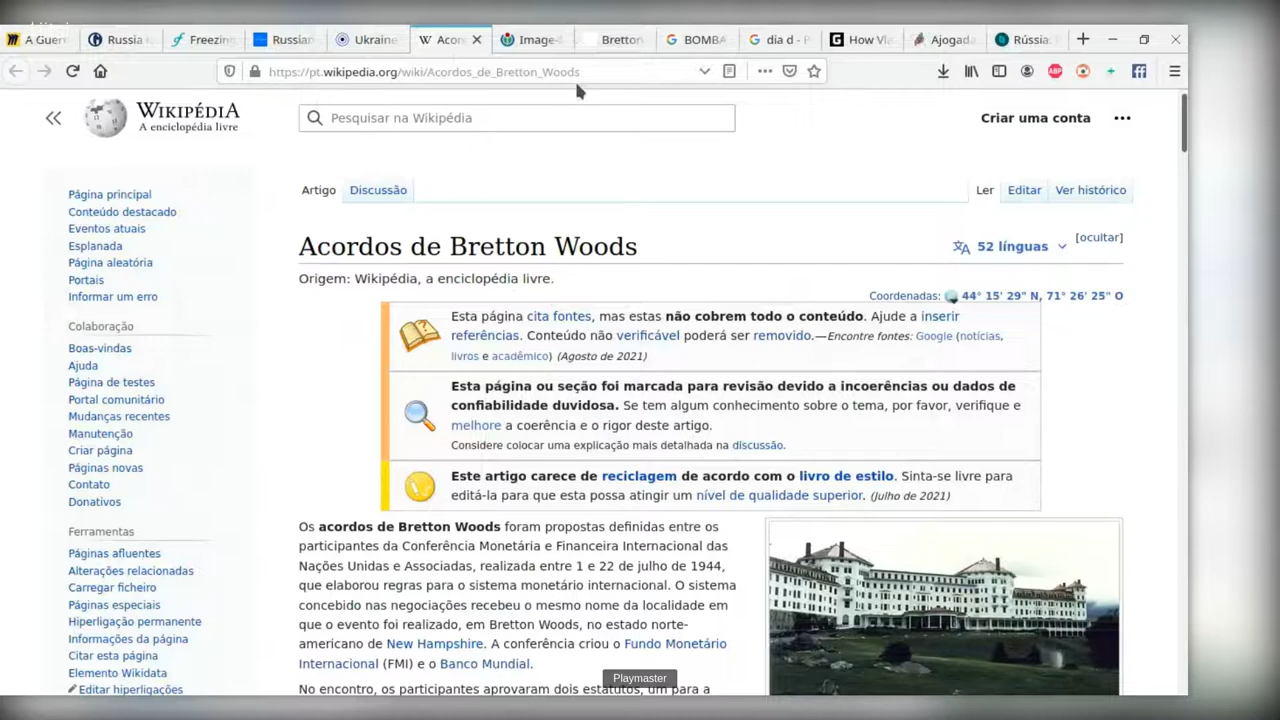 A Guer
Russia
Freezing
Russian
Ukraine
Acor
Image-
Bretton
BOMBA
dia d - P
How Vla
Ajogada
Rússia:
https://pt.wikipedia.org/wiki/Acordos_de_Bretton_Woods
ABP
WIKIPÉDIA
A enciclopédia livre
Pesquisar na Wikipédia
Criar uma conta
Artigo Discussão Ler Editar Ver histórico
Página principal
Conteúdo destacado
Eventos atuais
Esplanada
Página aleatória
Portais
Informar um erro
Colaboração
Boas-vindas
Ajuda
Página de testes
Portal comunitário
Mudanças recentes
Manutenção
Criar página
Páginas novas
Contato
Donativos
Ferramentas
Páginas afluentes
Alterações relacionadas
Carregar ficheiro
Páginas especiais
Hiperligação permanente
Informações da página
Citar esta página
Elemento Wikidata
Editar hiperligações
Acordos de Bretton Woods
52 línguas
[ocultar]
Origem: Wikipédia, a enciclopédia livre.
Coordenadas: 44° 15' 29" N, 71° 26' 25" O
Esta página cita fontes, mas estas não cobrem todo o conteúdo. Ajude a inserir
referências. Conteúdo não verificável poderá ser removido.—Encontre fontes: Google (notícias,
livros e acadêmico) (Agosto de 2021)
Esta página ou seção foi marcada para revisão devido a incoerências ou dados de
confiabilidade duvidosa. Se tem algum conhecimento sobre o tema, por favor, verifique e
melhore a coerência e o rigor deste artigo.
Considere colocar uma explicação mais detalhada na discussão.
Este artigo carece de reciclagem de acordo com o livro de estilo. Sinta-se livre para
editá-la para que esta possa atingir um nível de qualidade superior. (Julho de 2021)
Os acordos de Bretton Woods foram propostas definidas entre os
participantes da Conferência Monetária e Financeira Internacional das
Nações Unidas e Associadas, realizada entre 1 e 22 de julho de 1944,
que elaborou regras para o sistema monetário internacional. O sistema
concebido nas negociações recebeu o mesmo nome da localidade em
que o evento foi realizado, em Bretton Woods, no estado norte-
americano de New Hampshire. A conferência criou o Fundo Monetário
Internacional (FMI) e o Banco Mundial.
No encontro, os participantes aprovaram dois estatutos, um para a
Playmaster